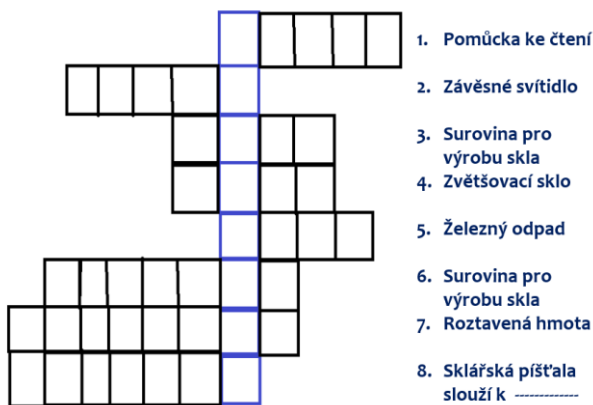 1. Pomůcka ke čtení
2. Závěsné svítidlo
3. Surovina pro
výrobu skla
4. Zvětšovací sklo
5. Železný odpad
6. Surovina pro
výrobu skla
7. Roztavená hmota
8. Sklářská píšťala
slouží k -------------